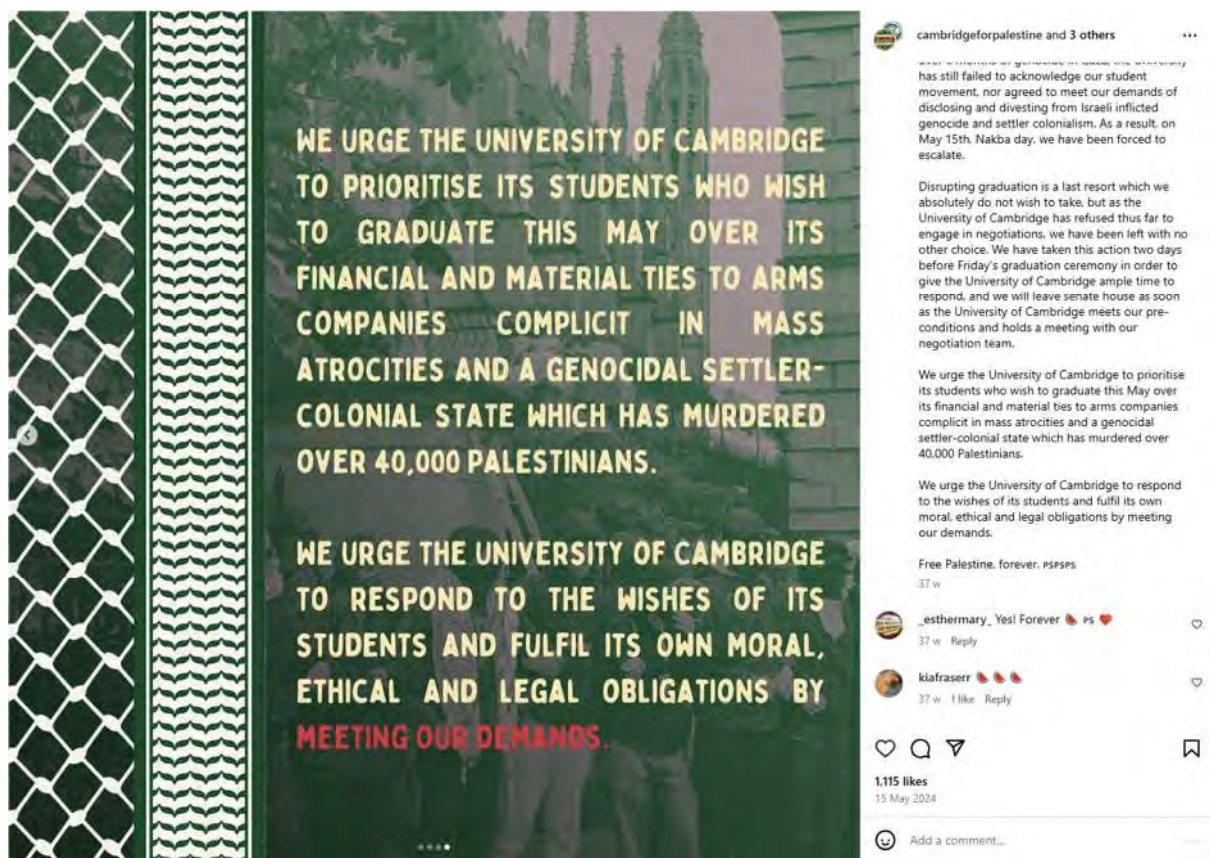 WE URGE THE UNIVERSITY OF CAMBRIDGE
TO PRIORITISE ITS STUDENTS WHO WISH
TO GRADUATE THIS MAY OVER ITS
FINANCIAL AND MATERIAL TIES TO ARMS
COMPANIES COMPLICIT IN MASS
ATROCITIES AND A GENOCIDAL SETTLER-
COLONIAL STATE WHICH HAS MURDERED
OVER 40,000 PALESTINIANS.
WE URGE THE UNIVERSITY OF CAMBRIDGE
TO RESPOND TO THE WISHES OF ITS
STUDENTS AND FULFIL ITS OWN MORAL,
ETHICAL AND LEGAL OBLIGATIONS BY
MEETING OUR DEMANDS.
cambridgeforpalestine and 3 others
has still failed to acknowledge our student
movement, nor agreed to meet our demands of
disclosing and divesting from Israeli inflicted
genocide and settler colonialism. As a result, on
May 15th, Nakba day, we have been forced to
escalate.
Disrupting graduation is a last resort which we
absolutely do not wish to take, but as the
University of Cambridge has refused thus far to
engage in negotiations, we have been left with no
other choice. We have taken this action two days
before Friday's graduation ceremony in order to
give the University of Cambridge ample time to
respond, and we will leave senate house as soon
as the University of Cambridge meets our pre-
conditions and holds a meeting with our
negotiation team.
We urge the University of Cambridge to prioritise
its students who wish to graduate this May over
its financial and material ties to arms companies
complicit in mass atrocities and a genocidal
settler-colonial state which has murdered over
40,000 Palestinians.
We urge the University of Cambridge to respond
to the wishes of its students and fulfil its own
moral, ethical and legal obligations by meeting
our demands.
Free Palestine, forever. PSPSPS
37 w
_esthermary_ Yes! Forever 🍉 PS ❤️
37 w Reply
kiafraserr 🍉🍉🍉
37 w 1 like Reply
1,115 likes
15 May 2024
Add a comment...